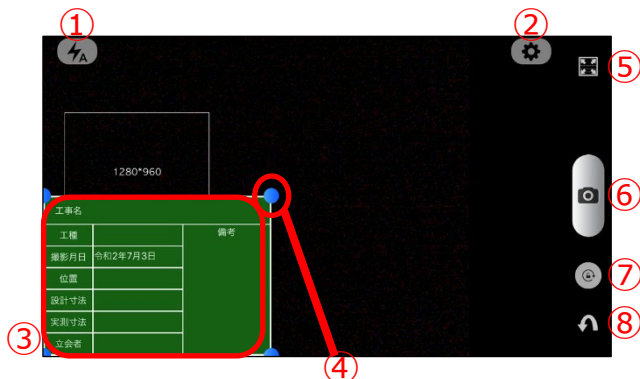 ① ②
A
⑤
1280*960
⑥
工事名
工種 備考
撮影月日 令和2年7月3日
位置
⑦
設計寸法
実測寸法
⑧
③ 立会者
④